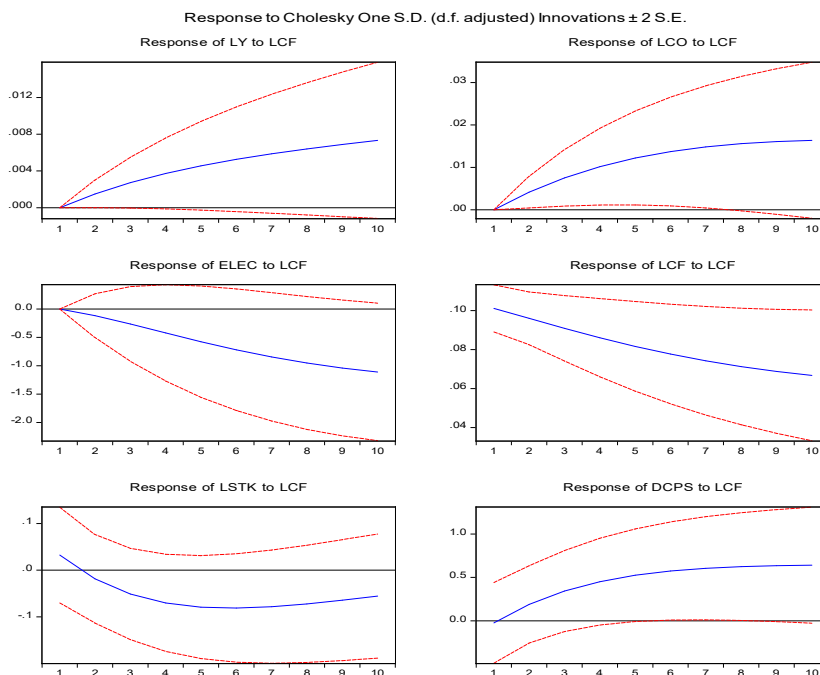 Response to Cholesky One S.D. (d.f. adjusted) Innovations ± 2 S.E.
Response of LY to LCF
.012
.008
.004
.000
1 2 3 4 5 6 7 8 9 10
Response of LCO to LCF
.03
.02
.01
.00
1 2 3 4 5 6 7 8 9 10
Response of ELEC to LCF
0.0
-0.5
-1.0
-1.5
-2.0
1 2 3 4 5 6 7 8 9 10
Response of LCF to LCF
.10
.08
.06
.04
1 2 3 4 5 6 7 8 9 10
Response of LSTK to LCF
.1
.0
-.1
1 2 3 4 5 6 7 8 9 10
Response of DCPS to LCF
1.0
0.5
0.0
1 2 3 4 5 6 7 8 9 10